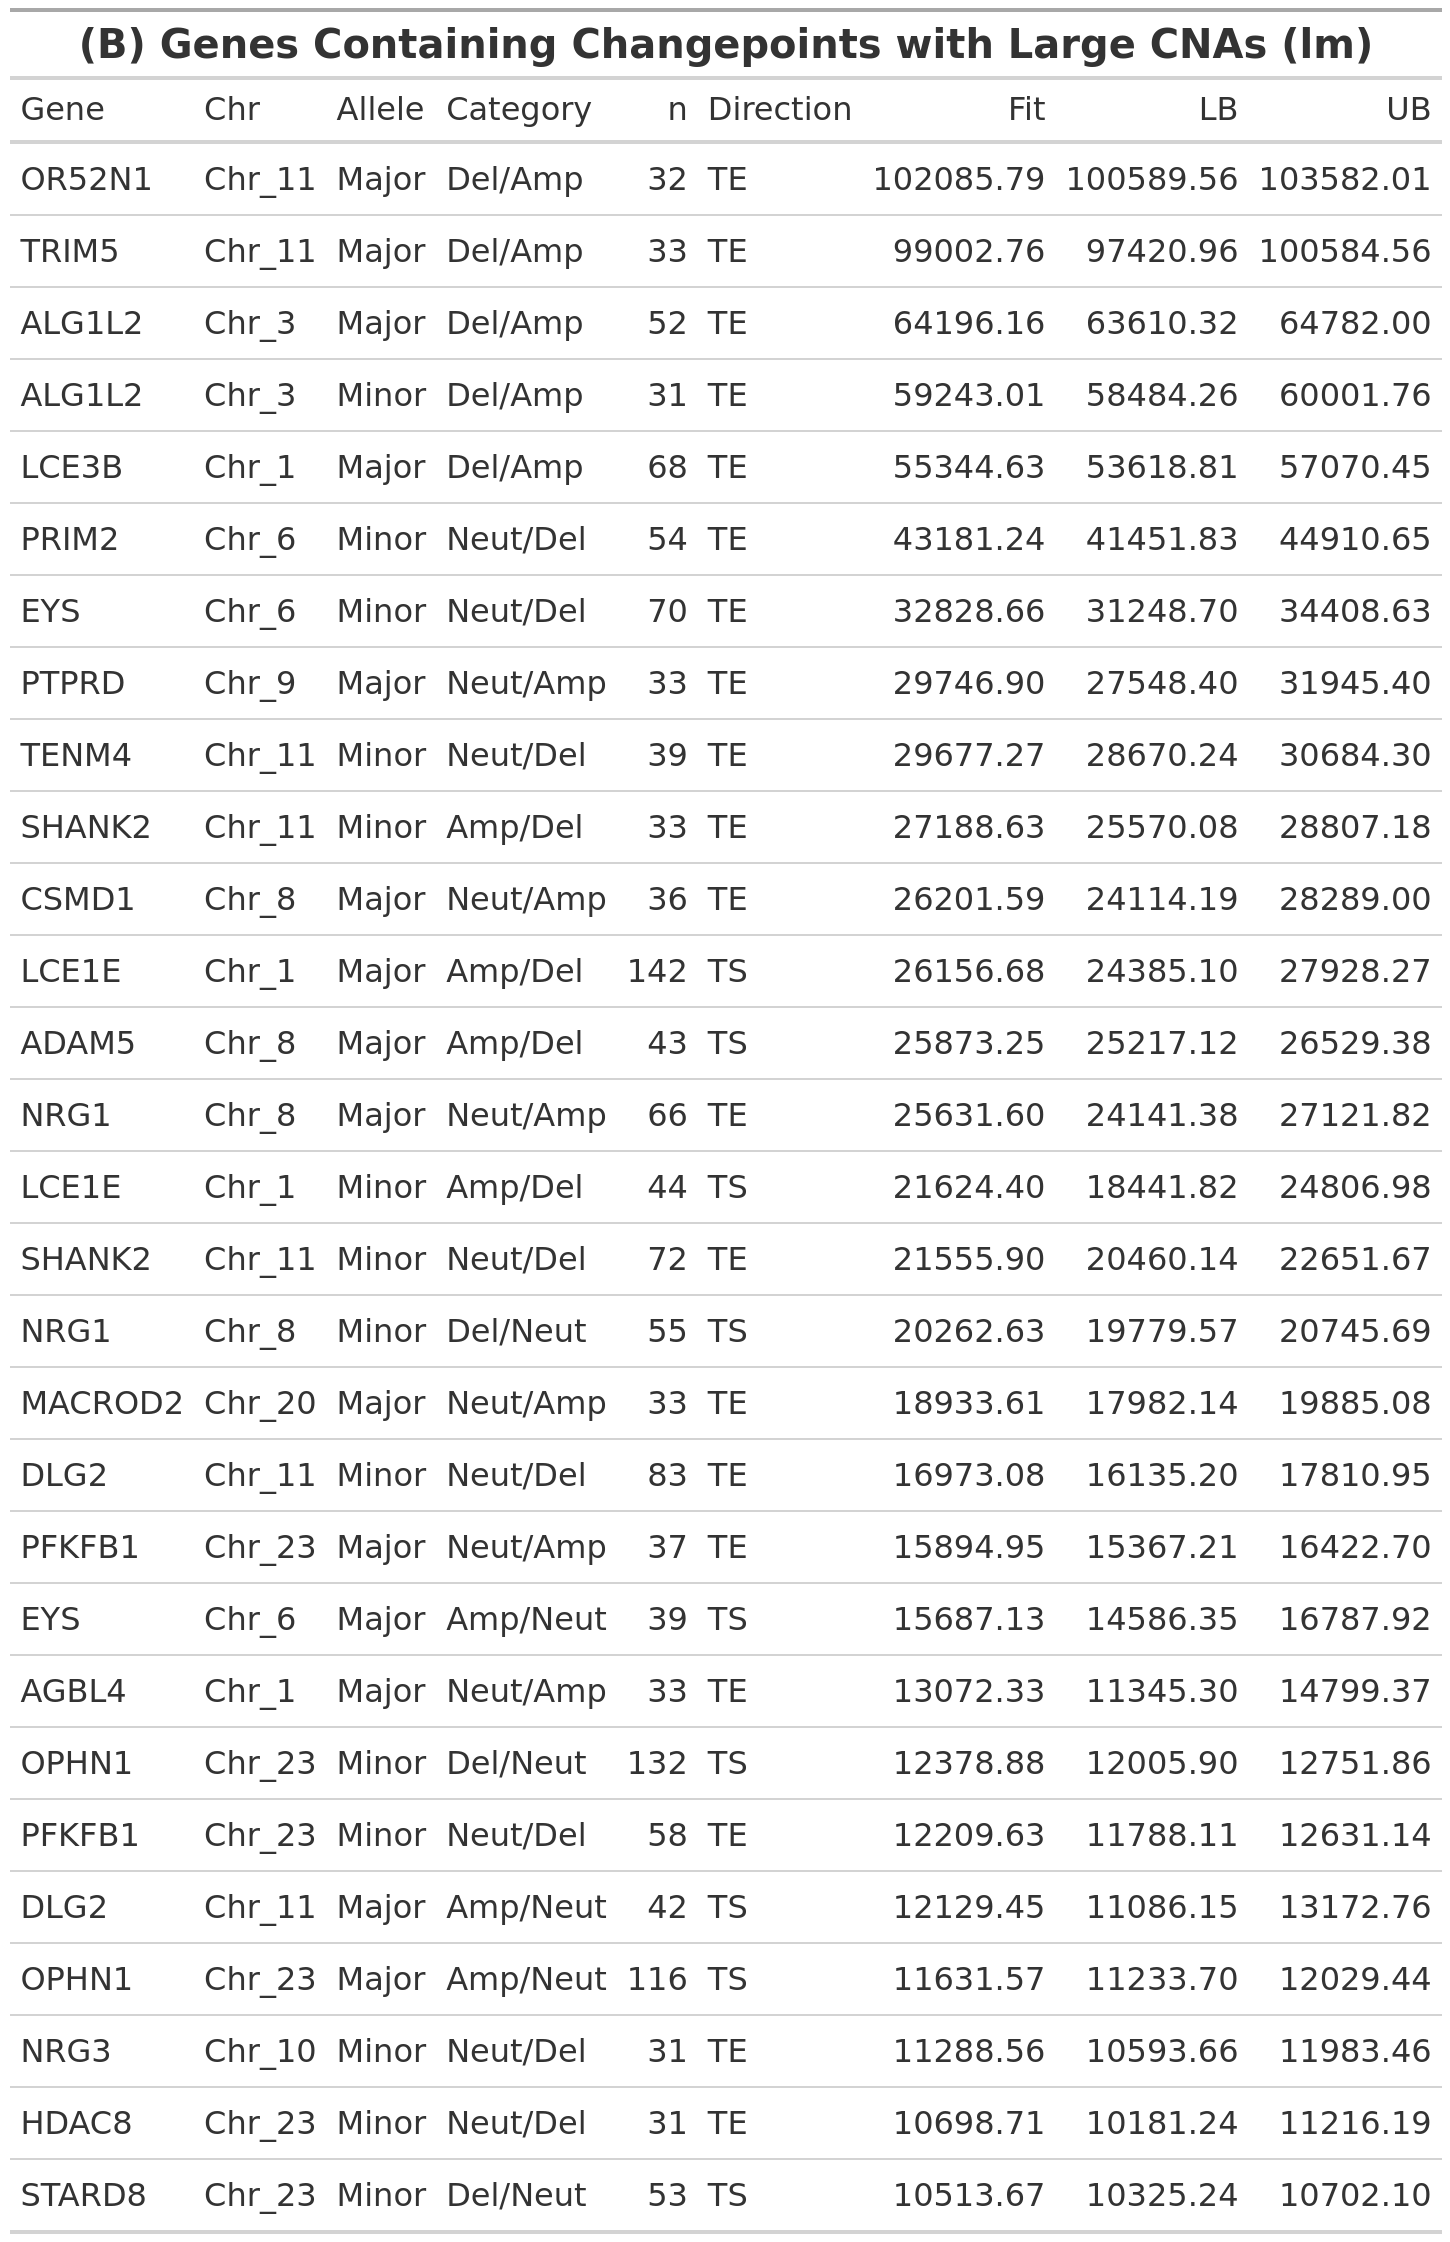 (B) Genes Containing Changepoints with Large CNAs (lm)
Gene Chr Allele Category n Direction Fit LB UB
OR52N1 Chr_11 Major Del/Amp 32 TE 102085.79 100589.56 103582.01
TRIM5 Chr_11 Major Del/Amp 33 TE 99002.76 97420.96 100584.56
ALG1L2 Chr_3 Major Del/Amp 52 TE 64196.16 63610.32 64782.00
ALG1L2 Chr_3 Minor Del/Amp 31 TE 59243.01 58484.26 60001.76
LCE3B Chr_1 Major Del/Amp 68 TE 55344.63 53618.81 57070.45
PRIM2 Chr_6 Minor Neut/Del 54 TE 43181.24 41451.83 44910.65
EYS Chr_6 Minor Neut/Del 70 TE 32828.66 31248.70 34408.63
PTPRD Chr_9 Major Neut/Amp 33 TE 29746.90 27548.40 31945.40
TENM4 Chr_11 Minor Neut/Del 39 TE 29677.27 28670.24 30684.30
SHANK2 Chr_11 Minor Amp/Del 33 TE 27188.63 25570.08 28807.18
CSMD1 Chr_8 Major Neut/Amp 36 TE 26201.59 24114.19 28289.00
LCE1E Chr_1 Major Amp/Del 142 TS 26156.68 24385.10 27928.27
ADAM5 Chr_8 Major Amp/Del 43 TS 25873.25 25217.12 26529.38
NRG1 Chr_8 Major Neut/Amp 66 TE 25631.60 24141.38 27121.82
LCE1E Chr_1 Minor Amp/Del 44 TS 21624.40 18441.82 24806.98
SHANK2 Chr_11 Minor Neut/Del 72 TE 21555.90 20460.14 22651.67
NRG1 Chr_8 Minor Del/Neut 55 TS 20262.63 19779.57 20745.69
MACROD2 Chr_20 Major Neut/Amp 33 TE 18933.61 17982.14 19885.08
DLG2 Chr_11 Minor Neut/Del 83 TE 16973.08 16135.20 17810.95
PFKFB1 Chr_23 Major Neut/Amp 37 TE 15894.95 15367.21 16422.70
EYS Chr_6 Major Amp/Neut 39 TS 15687.13 14586.35 16787.92
AGBL4 Chr_1 Major Neut/Amp 33 TE 13072.33 11345.30 14799.37
OPHN1 Chr_23 Minor Del/Neut 132 TS 12378.88 12005.90 12751.86
PFKFB1 Chr_23 Minor Neut/Del 58 TE 12209.63 11788.11 12631.14
DLG2 Chr_11 Major Amp/Neut 42 TS 12129.45 11086.15 13172.76
OPHN1 Chr_23 Major Amp/Neut 116 TS 11631.57 11233.70 12029.44
NRG3 Chr_10 Minor Neut/Del 31 TE 11288.56 10593.66 11983.46
HDAC8 Chr_23 Minor Neut/Del 31 TE 10698.71 10181.24 11216.19
STARD8 Chr_23 Minor Del/Neut 53 TS 10513.67 10325.24 10702.10